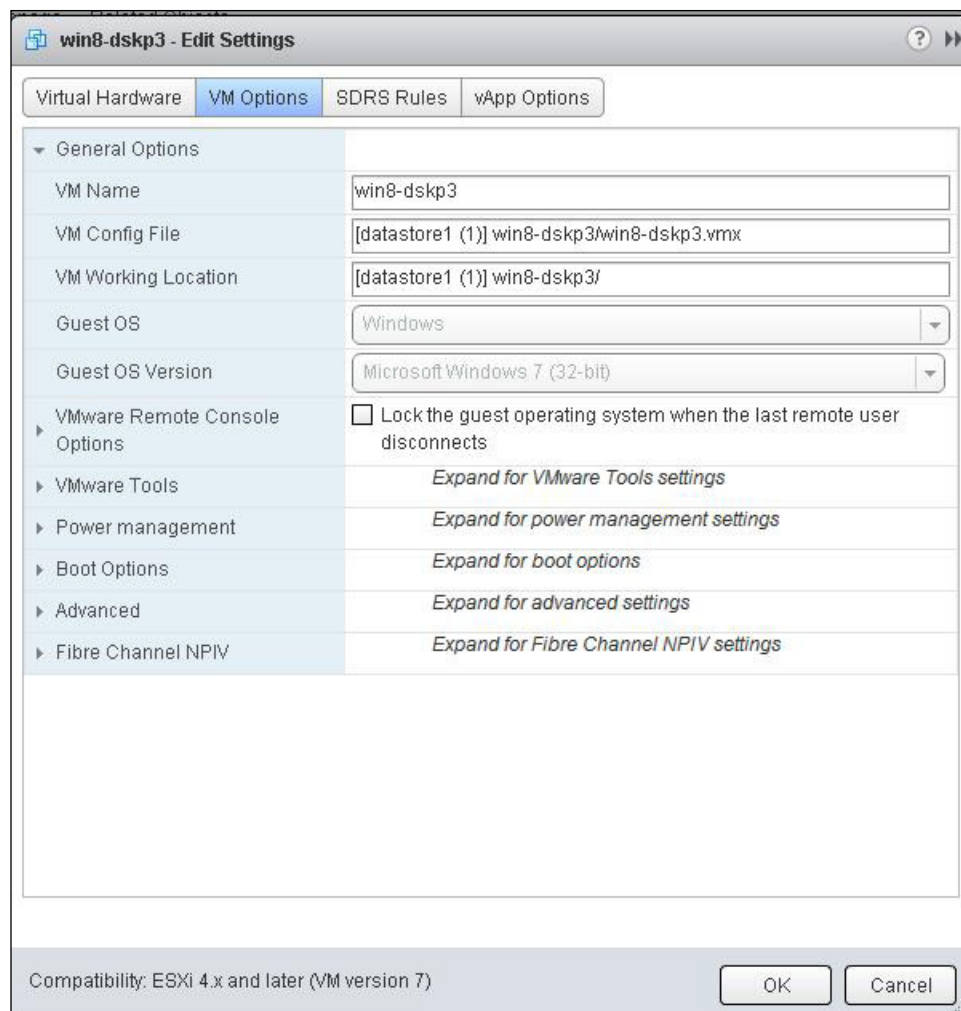 win8-dskp3 - Edit Settings
?
Virtual Hardware VM Options SDRS Rules vApp Options
General Options
VM Name win8-dskp3
VM Config File [datastore1 (1)] win8-dskp3/win8-dskp3.vmx
VM Working Location [datastore1 (1)] win8-dskp3/
Guest OS Windows
Guest OS Version Microsoft Windows 7 (32-bit)
VMware Remote Console Options
Lock the guest operating system when the last remote user
disconnects
VMware Tools Expand for VMware Tools settings
Power management Expand for power management settings
Boot Options Expand for boot options
Advanced Expand for advanced settings
Fibre Channel NPIV Expand for Fibre Channel NPIV settings
Compatibility: ESXi 4.x and later (VM version 7) OK Cancel